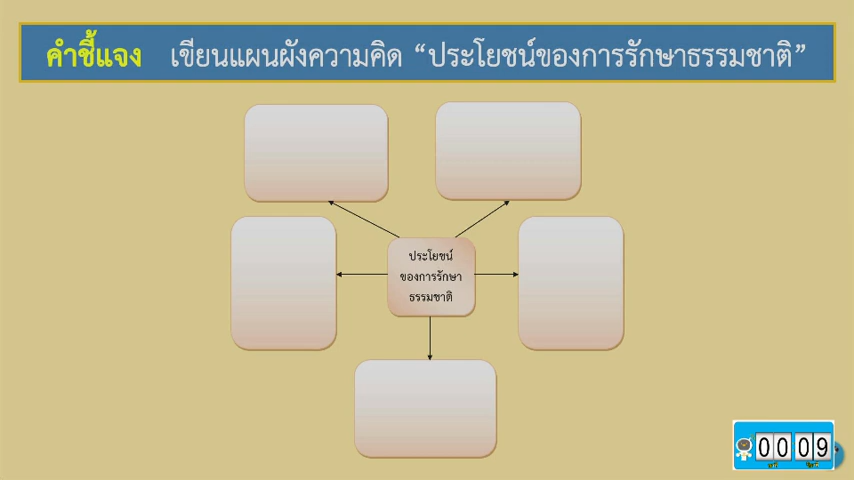 คำชี้แจง เขียนแผนผังความคิด “ประโยชน์ของการรักษาธรรมชาติ”
ประโยชน์
ของการรักษา
ธรรมชาติ
00 09